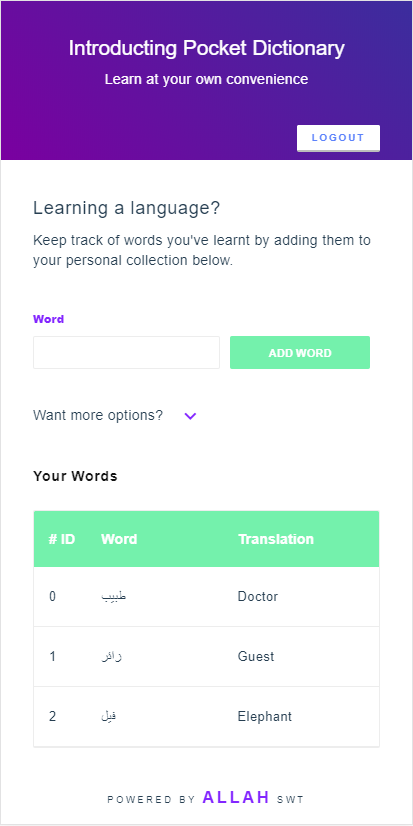 Introducting Pocket Dictionary
Learn at your own convenience
LOGOUT
Learning a language?
Keep track of words you've learnt by adding them to
your personal collection below.
Word
ADD WORD
Want more options?
Your Words
# ID Word Translation
0 طبيب Doctor
1 زائر Guest
2 فيل Elephant
POWERED BY ALLAH SWT